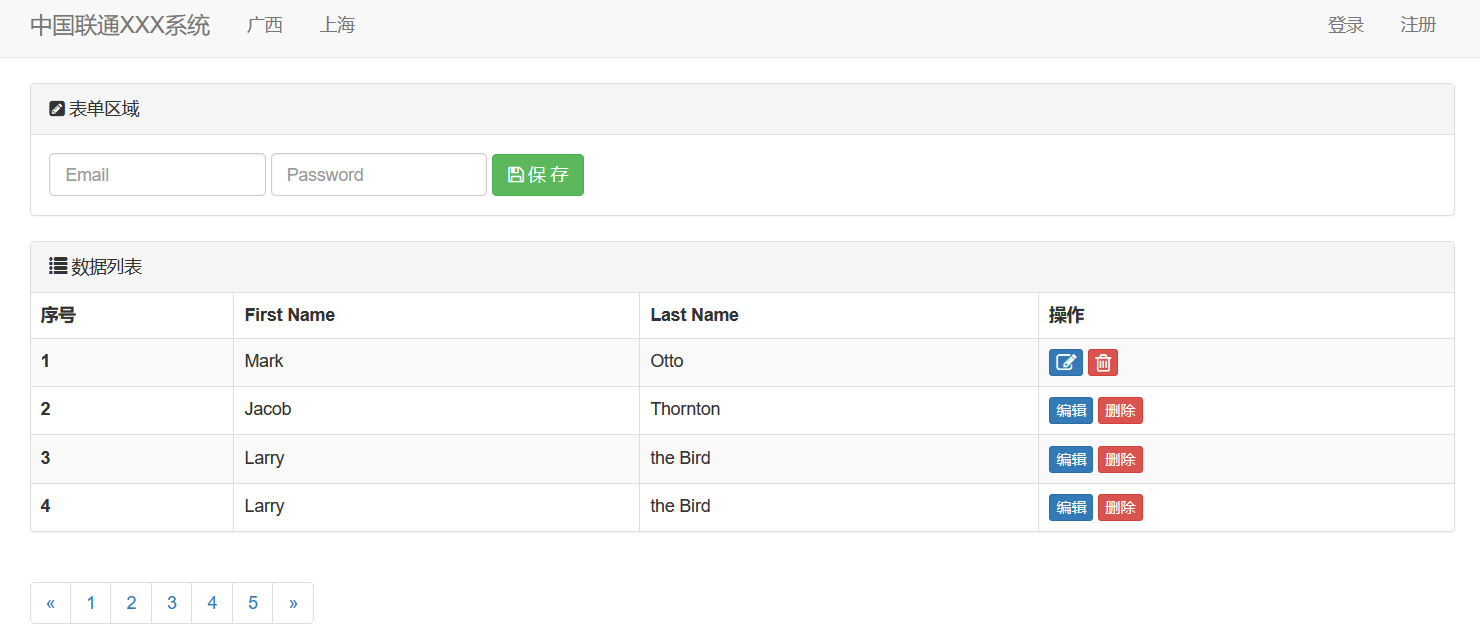 中国联通XXX系统 广西 上海 登录 注册
表单区域
Email Password 保 存
数据列表
序号 First Name Last Name 操作
1 Mark Otto
2 Jacob Thornton 编辑 删除
3 Larry the Bird 编辑 删除
4 Larry the Bird 编辑 删除
« 1 2 3 4 5 »